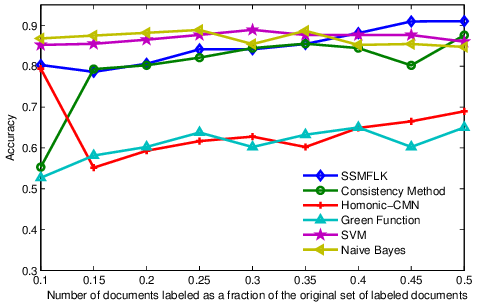 0.9
0.8
0.7
0.6
0.5
0.4
0.3
Accuracy
SSMFLK
Consistency Method
Homonic-CMN
Green Function
SVM
Naive Bayes
0.1 0.15 0.2 0.25 0.3 0.35 0.4 0.45 0.5
Number of documents labeled as a fraction of the original set of labeled documents